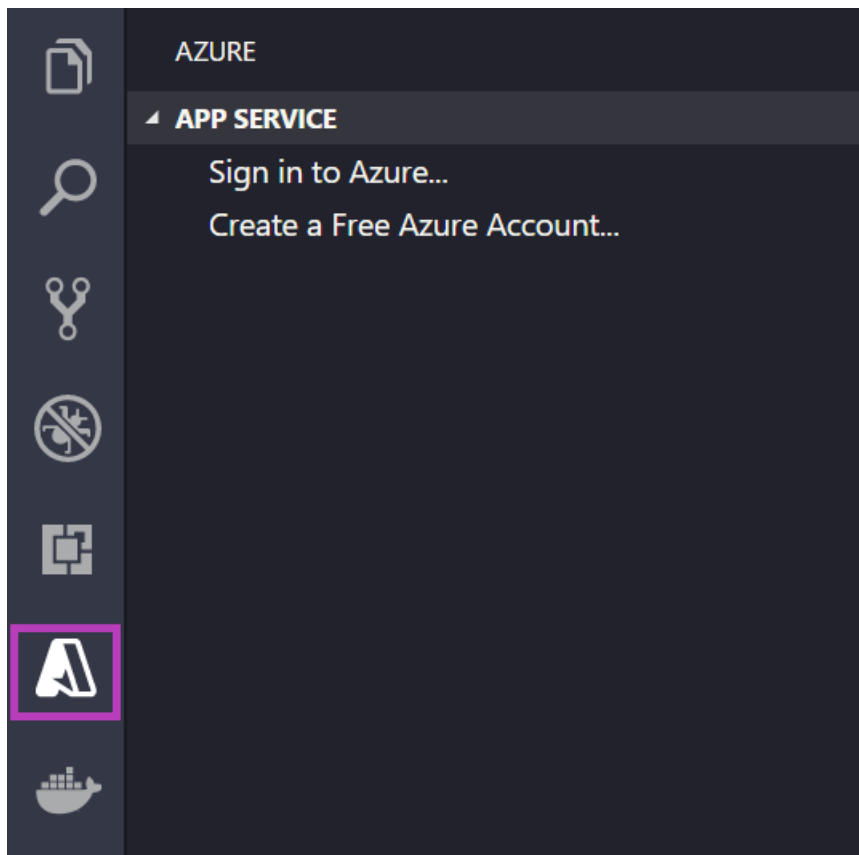 AZURE
APP SERVICE
Sign in to Azure...
Create a Free Azure Account...